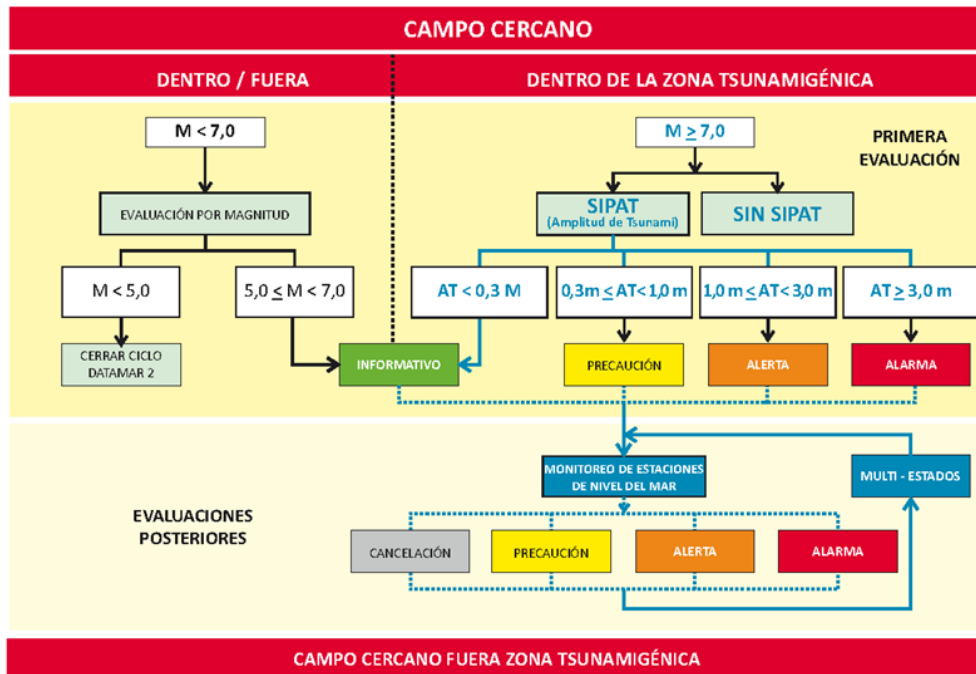 CAMPO CERCANO
DENTRO / FUERA
DENTRO DE LA ZONA TSUNAMIGÉNICA
M < 7,0
M ≥ 7,0
PRIMERA
EVALUACIÓN
EVALUACIÓN POR MAGNITUD
SIPAT
(Amplitud de Tsunami)
SIN SIPAT
M < 5,0
5,0 ≤ M < 7,0
AT < 0,3 M
0,3m ≤ AT< 1,0 m
1,0 m ≤ AT< 3,0 m
AT ≥ 3,0 m
CERRAR CICLO
DATAMAR 2
INFORMATIVO
PRECAUCIÓN
ALERTA
ALARMA
MONITOREO DE ESTACIONES
DE NIVEL DEL MAR
MULTI - ESTADOS
EVALUACIONES
POSTERIORES
CANCELACIÓN
PRECAUCIÓN
ALERTA
ALARMA
CAMPO CERCANO FUERA ZONA TSUNAMIGÉNICA